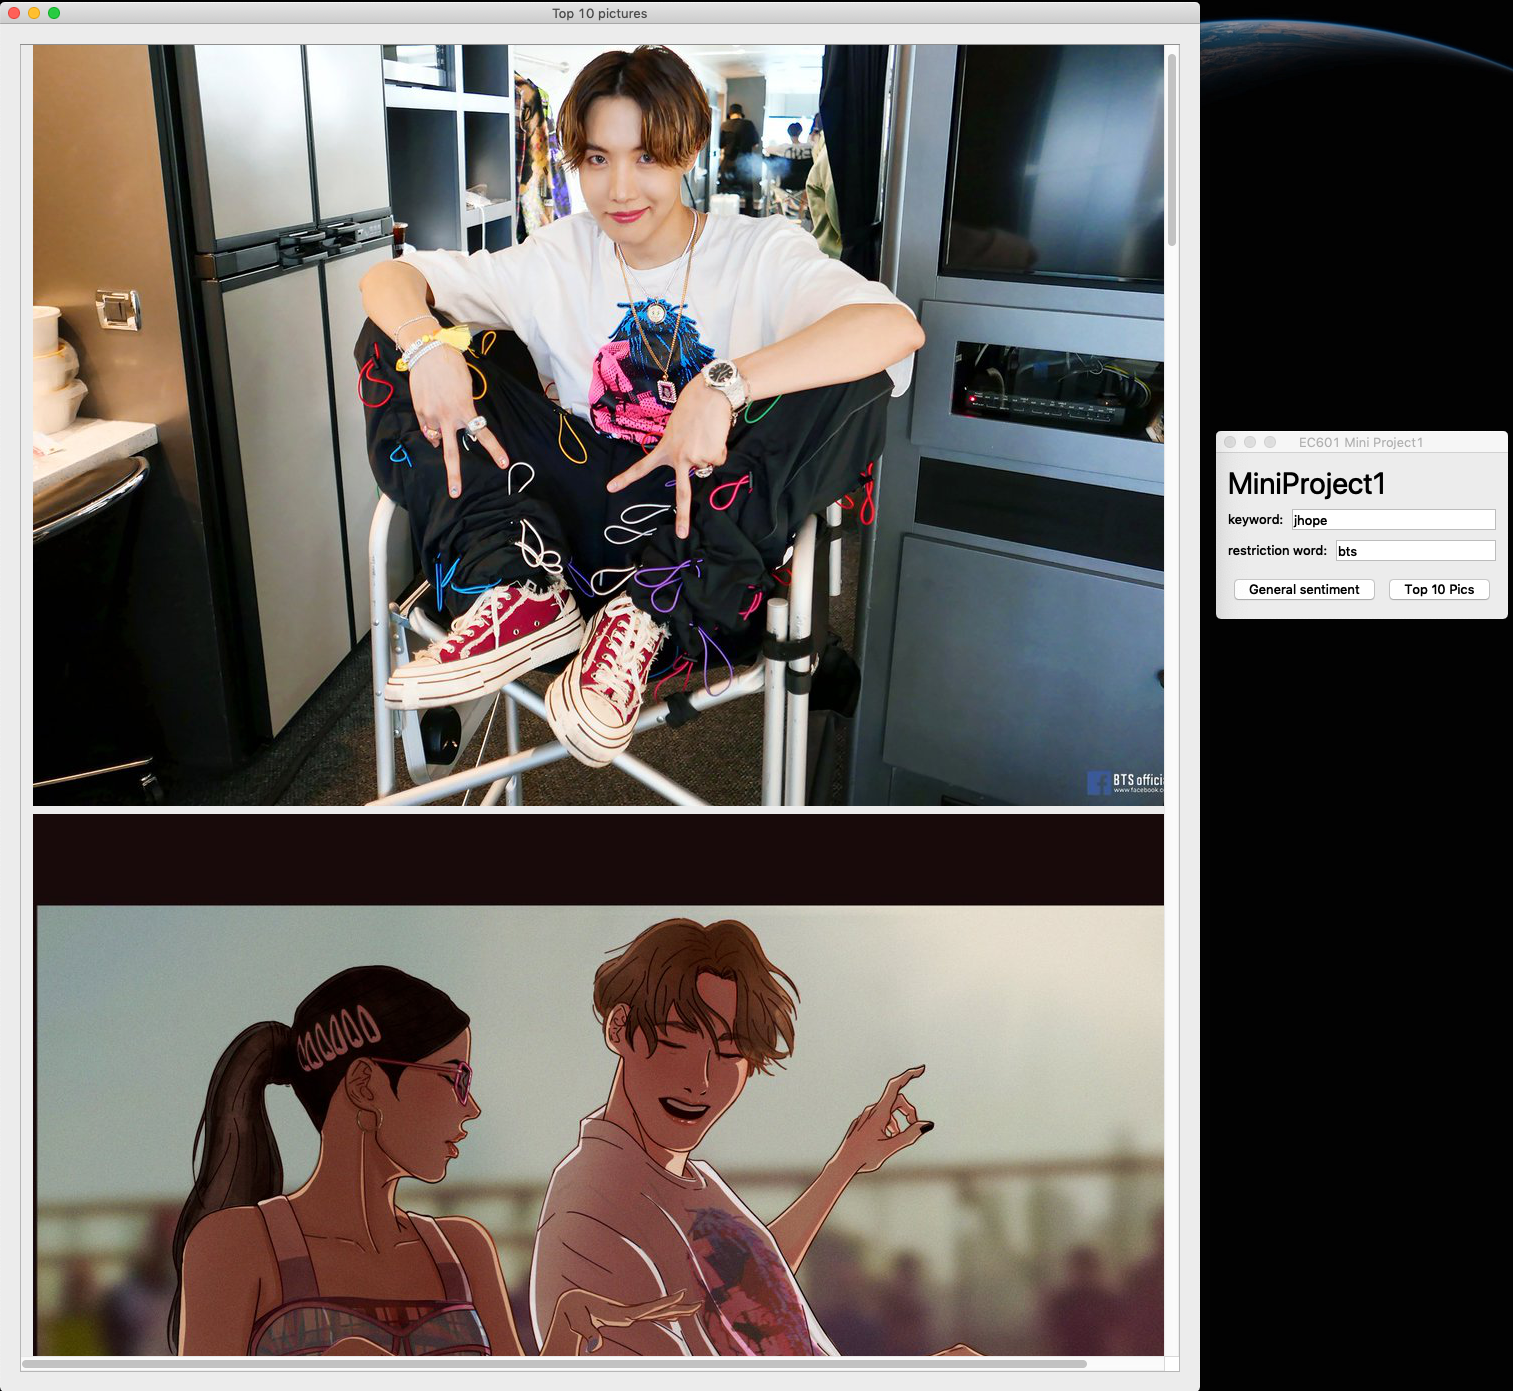 Top 10 pictures
BTS offici
www.facebook.c
EC601 Mini Project1
MiniProject1
keyword: jhope
restriction word: bts
General sentiment Top 10 Pics